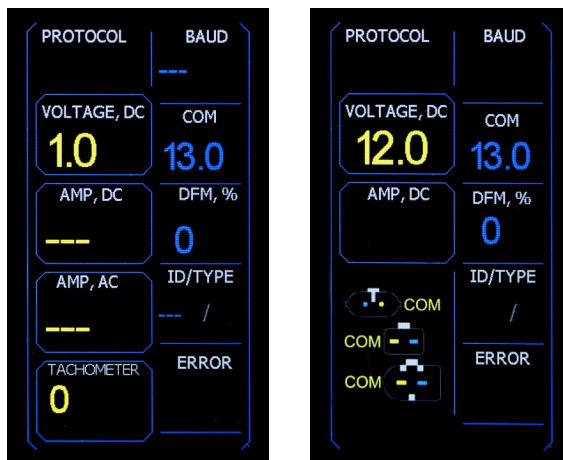 PROTOCOL BAUD
---
VOLTAGE, DC COM
1.0 13.0
AMP, DC DFM, %
--- 0
AMP, AC ID/TYPE
--- --- /
TACHOMETER ERROR
0
PROTOCOL BAUD
VOLTAGE, DC COM
12.0 13.0
AMP, DC DFM, %
0
ID/TYPE
COM /
COM
ERROR
COM